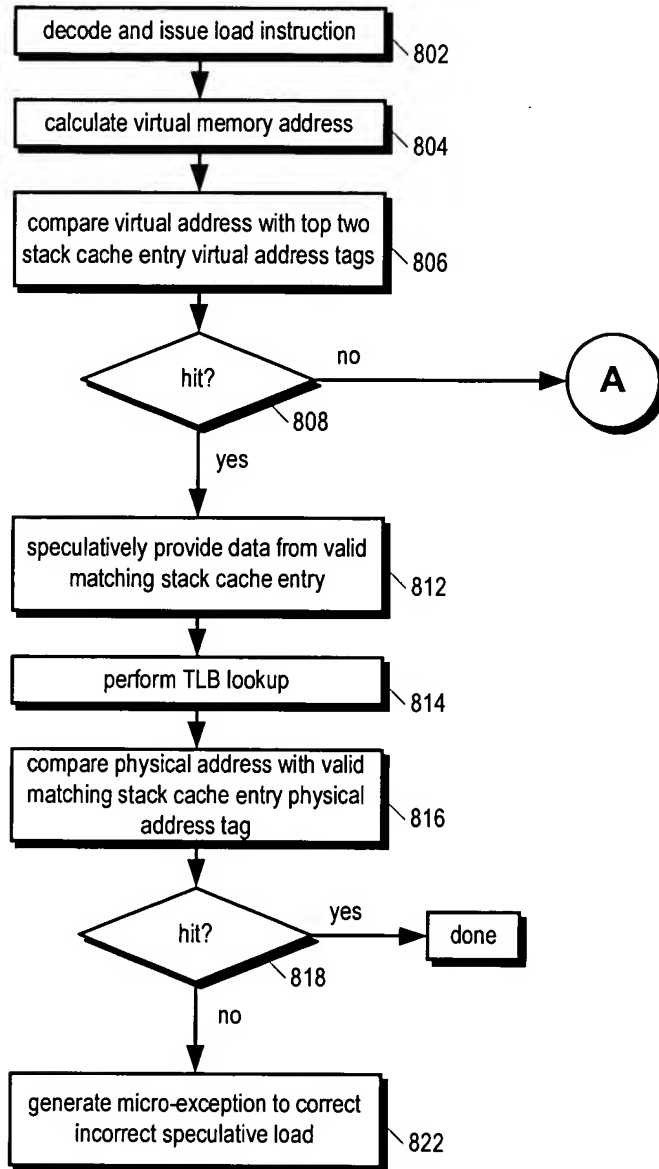 decode and issue load instruction
802
calculate virtual memory address
804
compare virtual address with top two
stack cache entry virtual address tags
806
hit?
no
A
808
yes
speculatively provide data from valid
matching stack cache entry
812
perform TLB lookup
814
compare physical address with valid
matching stack cache entry physical
address tag
816
hit?
yes
done
818
no
generate micro-exception to correct
incorrect speculative load
822